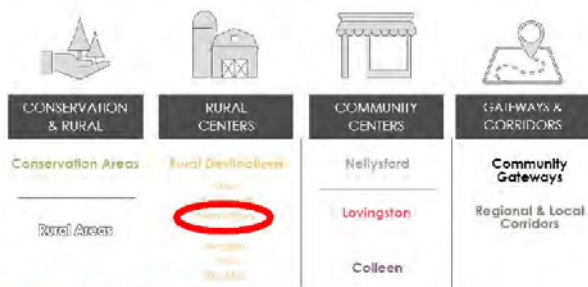 CONSERVATION
& RURAL
RURAL
CENTERS
COMMUNITY
CENTERS
GATEWAYS &
CORRIDORS
Conservation Areas
Rural Areas
Rural Destinations
Nellysford
Lovingston
Colleen
Community
Gateways
Regional & Local
Corridors